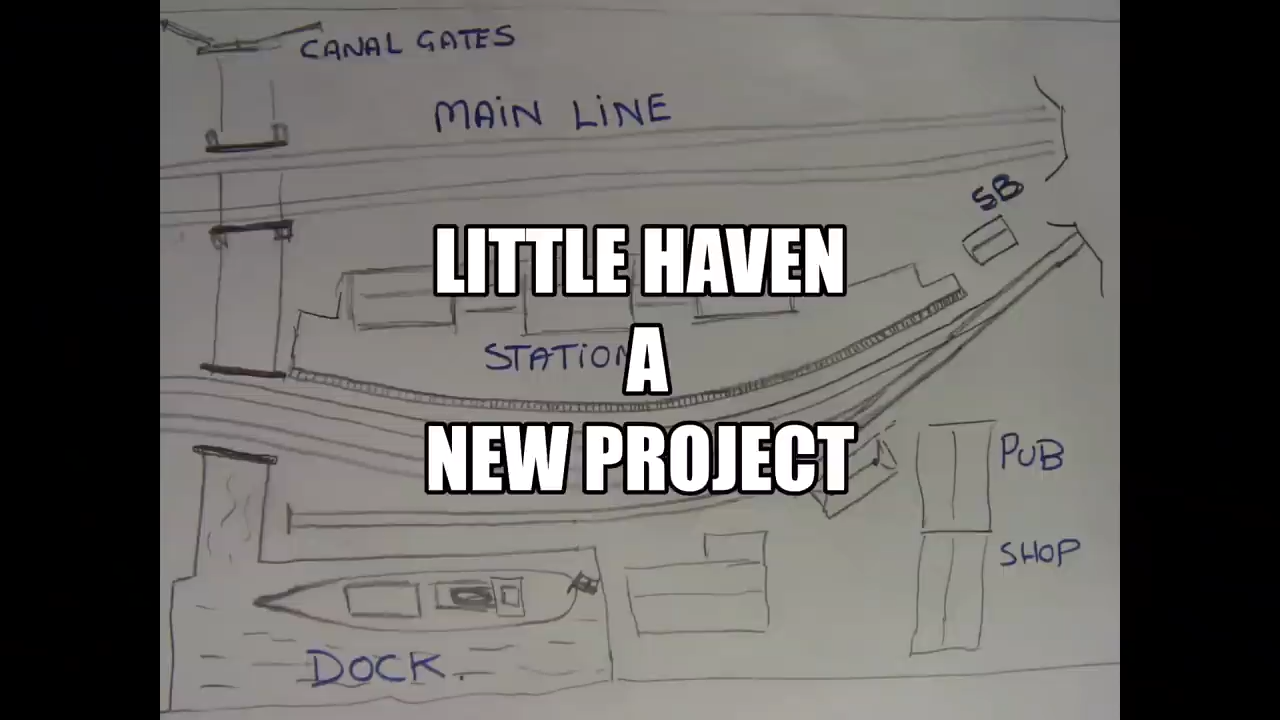 CANAL GATES
MAIN LINE
SB
LITTLE HAVEN
STATION
A
NEW PROJECT
PUB
SHOP
DOCK.